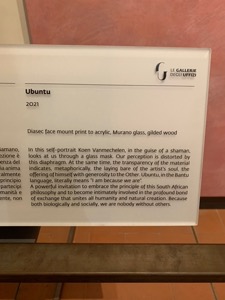 LE GALLERIE
DEGLI UFFIZI
Ubuntu
2021
Diasec face mount print to acrylic, Murano glass, gilded wood
In this self-portrait Koen Vanmechelen, in the guise of a shaman,
looks at us through a glass mask. Our perception is distorted by
this diaphragm. At the same time, the transparency of the material
indicates, metaphorically, the laying bare of the artist's soul, the
offering of himself with generosity to the Other. Ubuntu, in the Bantu
language, literally means "I am because we are".
A powerful invitation to embrace the principle of this South African
philosophy and to become intimately involved in the profound bond
of exchange that unites all humanity and natural creation. Because
both biologically and socially, we are nobody without others.